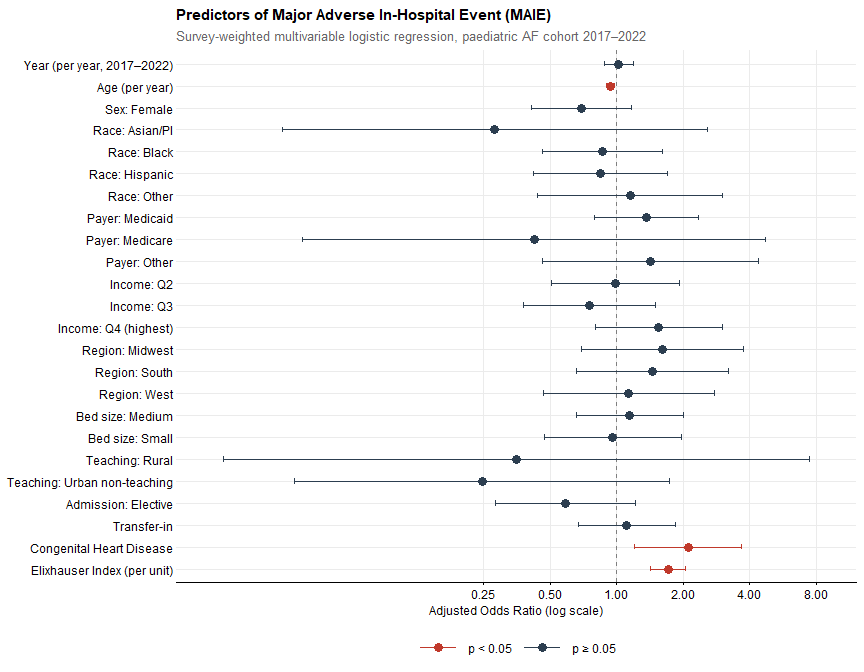 Predictors of Major Adverse In-Hospital Event (MAIE)
Survey-weighted multivariable logistic regression, paediatric AF cohort 2017–2022
Year (per year, 2017–2022)
Age (per year)
Sex: Female
Race: Asian/PI
Race: Black
Race: Hispanic
Race: Other
Payer: Medicaid
Payer: Medicare
Payer: Other
Income: Q2
Income: Q3
Income: Q4 (highest)
Region: Midwest
Region: South
Region: West
Bed size: Medium
Bed size: Small
Teaching: Rural
Teaching: Urban non-teaching
Admission: Elective
Transfer-in
Congenital Heart Disease
Elixhauser Index (per unit)
0.25 0.50 1.00 2.00 4.00 8.00
Adjusted Odds Ratio (log scale)
p < 0.05 p ≥ 0.05